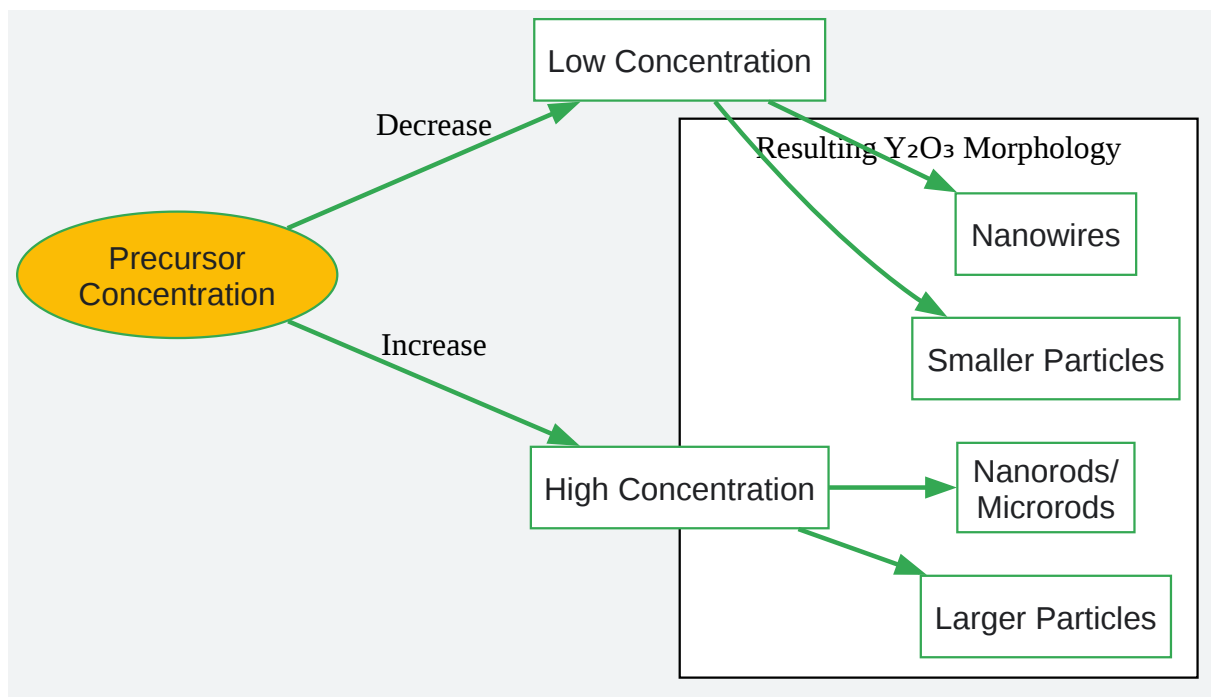 Low Concentration
Decrease
Resulting Y₂O₃ Morphology
Nanowires
Precursor
Concentration
Increase
Smaller Particles
High Concentration
Nanorods/
Microrods
Larger Particles